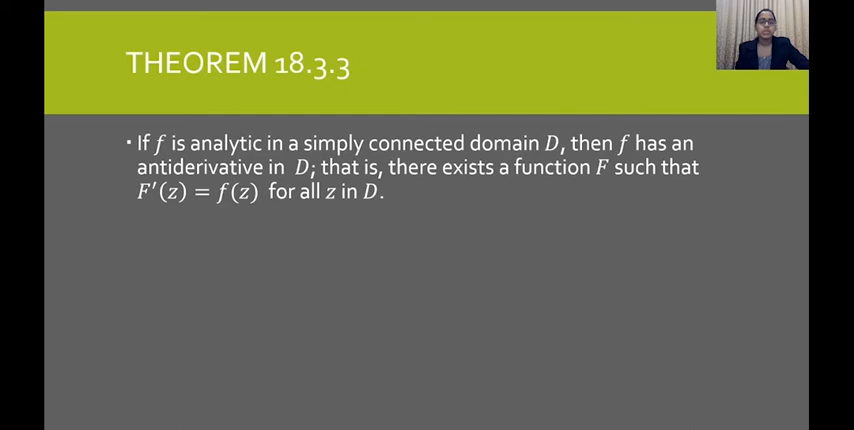 THEOREM 18.3.3
▪ If f is analytic in a simply connected domain D, then f has an
antiderivative in D; that is, there exists a function F such that
F′(z) = f(z) for all z in D.